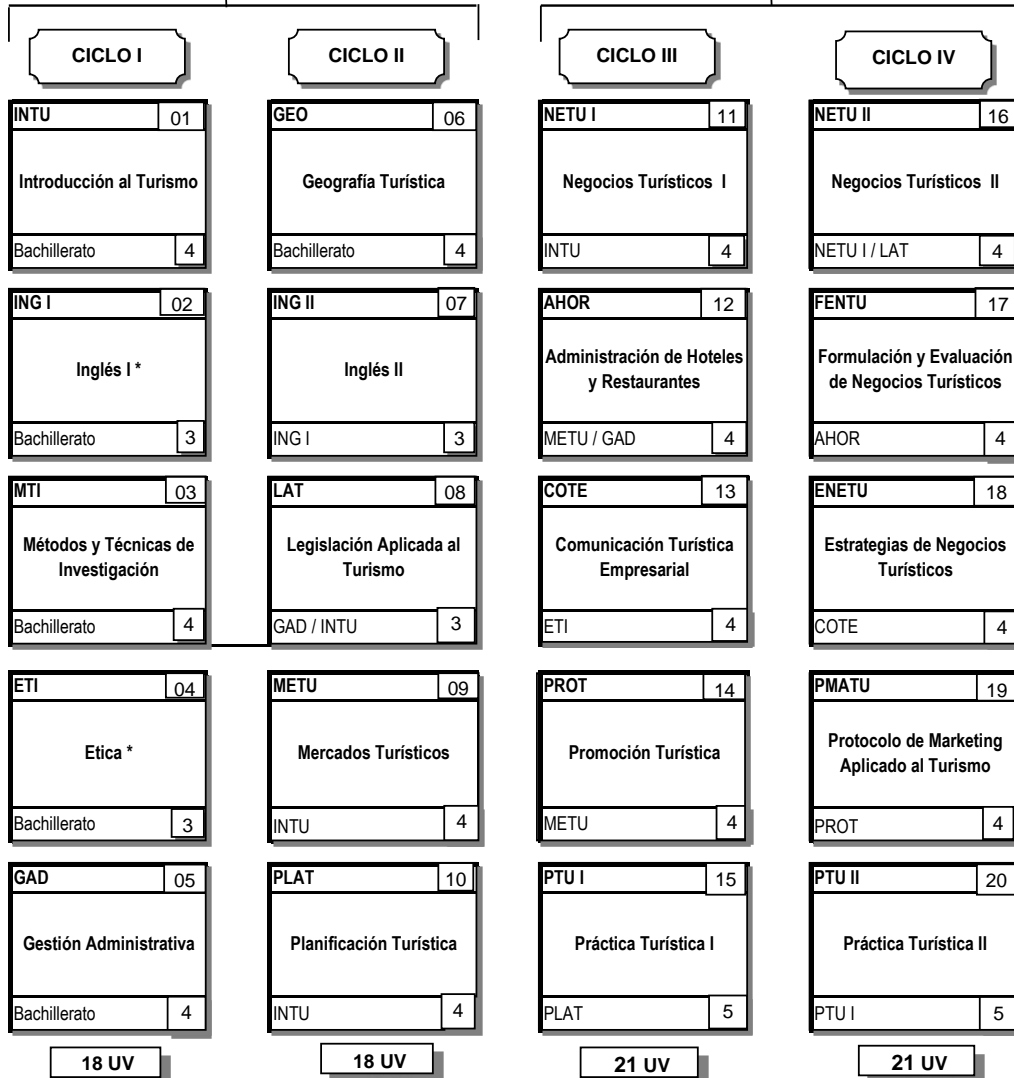 CICLO I
CICLO II
CICLO III
CICLO IV
INTU 01
Introducción al Turismo
Bachillerato 4
GEO 06
Geografía Turística
Bachillerato 4
NETU I 11
Negocios Turísticos I
INTU 4
NETU II 16
Negocios Turísticos II
NETU I / LAT 4
ING I 02
Inglés I *
Bachillerato 3
ING II 07
Inglés II
ING I 3
AHOR 12
Administración de Hoteles
y Restaurantes
METU / GAD 4
FENTU 17
Formulación y Evaluación
de Negocios Turísticos
AHOR 4
MTI 03
Métodos y Técnicas de
Investigación
Bachillerato 4
LAT 08
Legislación Aplicada al
Turismo
GAD / INTU 3
COTE 13
Comunicación Turística
Empresarial
ETI 4
ENETU 18
Estrategias de Negocios
Turísticos
COTE 4
ETI 04
Etica *
Bachillerato 3
METU 09
Mercados Turísticos
INTU 4
PROT 14
Promoción Turística
METU 4
PMATU 19
Protocolo de Marketing
Aplicado al Turismo
PROT 4
GAD 05
Gestión Administrativa
Bachillerato 4
PLAT 10
Planificación Turística
INTU 4
PTU I 15
Práctica Turística I
PLAT 5
PTU II 20
Práctica Turística II
PTU I 5
18 UV
18 UV
21 UV
21 UV